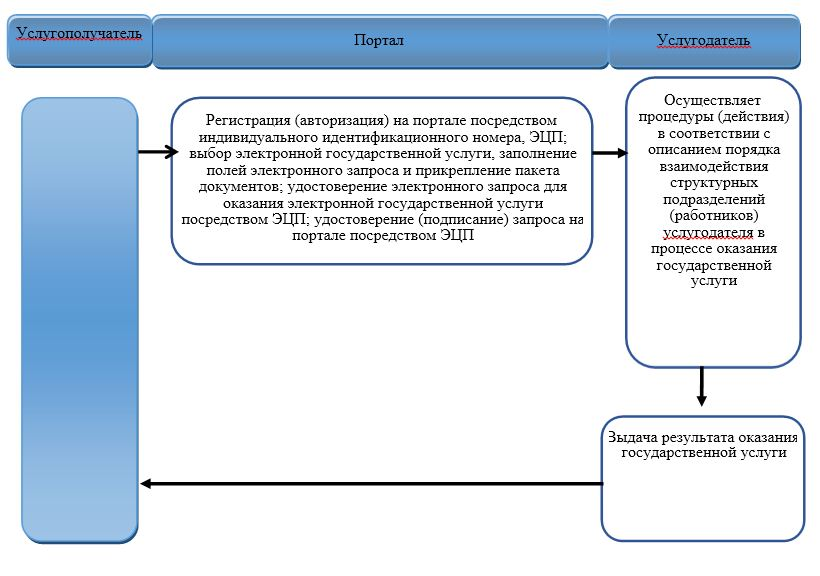 Услугополучатель
Портал
Услугодатель
Регистрация (авторизация) на портале посредством
индивидуального идентификационного номера, ЭЦП;
выбор электронной государственной услуги, заполнение
полей электронного запроса и прикрепление пакета
документов; удостоверение электронного запроса для
оказания электронной государственной услуги
посредством ЭЦП; удостоверение (подписание) запроса на
портале посредством ЭЦП
Осуществляет
процедуры (действия)
в соответствии с
описанием порядка
взаимодействия
структурных
подразделений
(работников)
услугодателя в
процессе оказания
государственной
услуги
Выдача результата оказания
государственной услуги